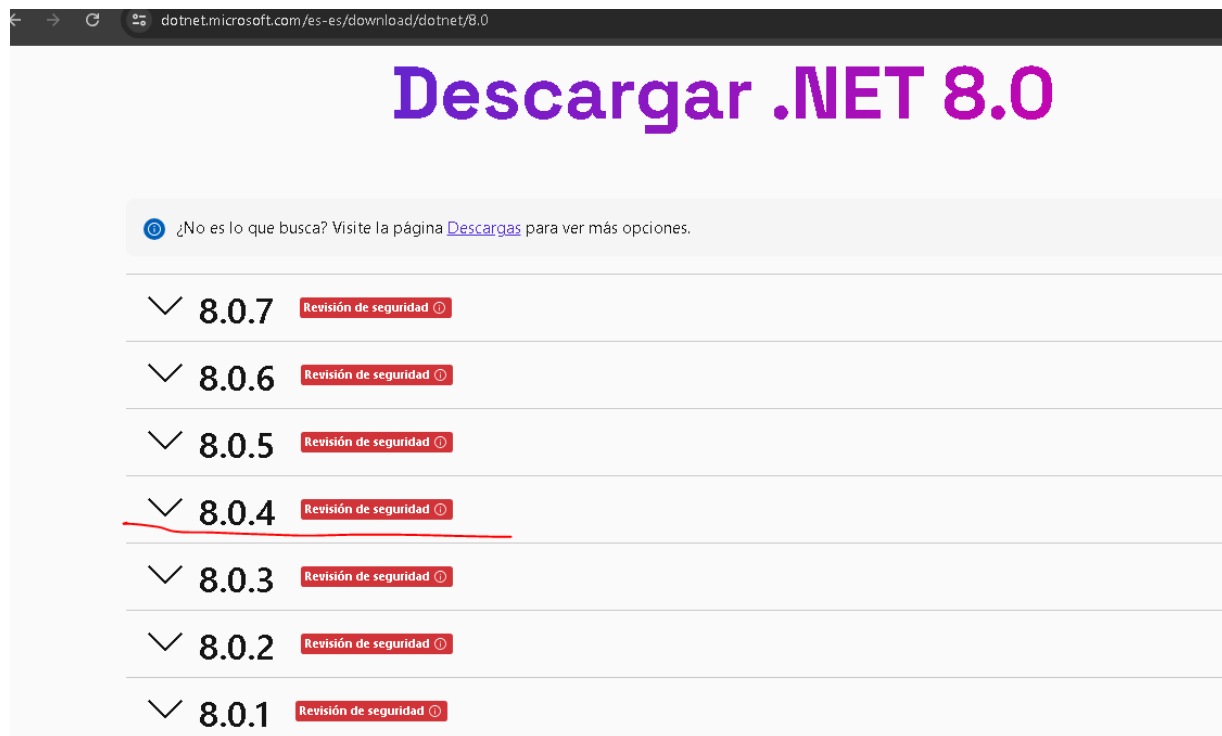 dotnet.microsoft.com/es-es/download/dotnet/8.0
Descargar .NET 8.0
¿No es lo que busca? Visite la página Descargas para ver más opciones.
8.0.7 Revisión de seguridad
8.0.6 Revisión de seguridad
8.0.5 Revisión de seguridad
8.0.4 Revisión de seguridad
8.0.3 Revisión de seguridad
8.0.2 Revisión de seguridad
8.0.1 Revisión de seguridad